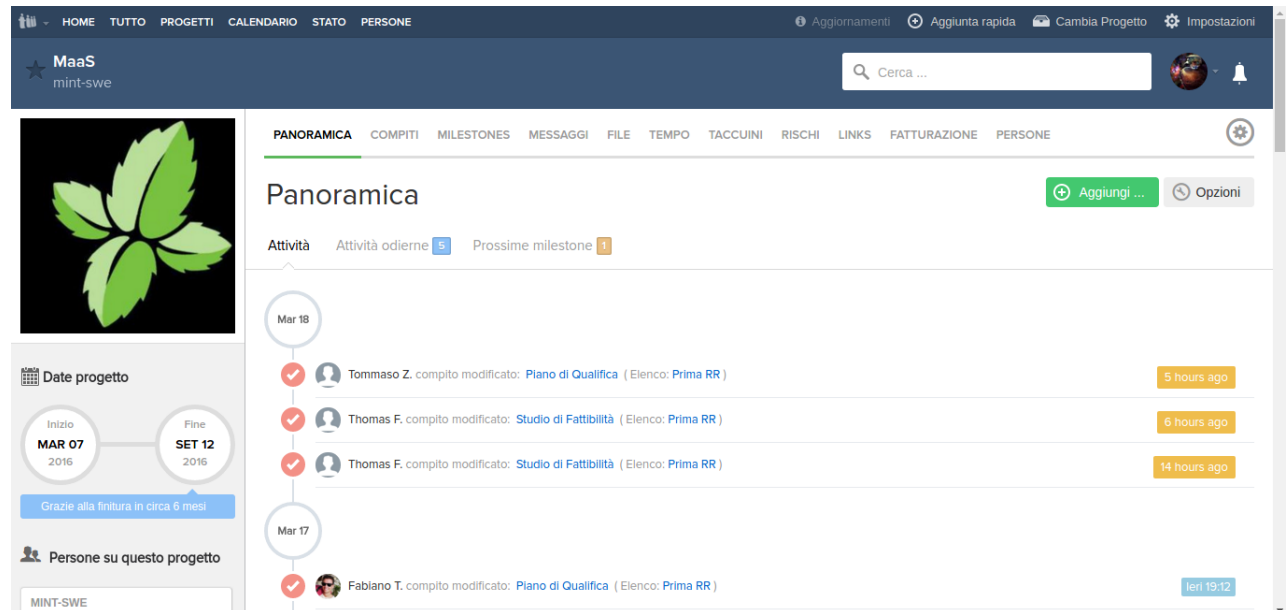 HOME TUTTO PROGETTI CALENDARIO STATO PERSONE Aggiornamenti Aggiunta rapida Cambia Progetto Impostazioni
MaaS
mint-swe
Cerca ...
PANORAMICA COMPITI MILESTONES MESSAGGI FILE TEMPO TACCUINI RISCHI LINKS FATTURAZIONE PERSONE
Panoramica
Aggiungi ... Opzioni
Attività Attività odierne 5 Prossime milestone 1
Mar 18
Tommaso Z. compito modificato: Piano di Qualifica ( Elenco: Prima RR ) 5 hours ago
Thomas F. compito modificato: Studio di Fattibilità ( Elenco: Prima RR ) 6 hours ago
Thomas F. compito modificato: Studio di Fattibilità ( Elenco: Prima RR ) 14 hours ago
Mar 17
Fabiano T. compito modificato: Piano di Qualifica ( Elenco: Prima RR ) Ieri 19:12
Date progetto
Inizio Fine
MAR 07 SET 12
2016 2016
Grazie alla finitura in circa 6 mesi
Persone su questo progetto
MINT-SWE